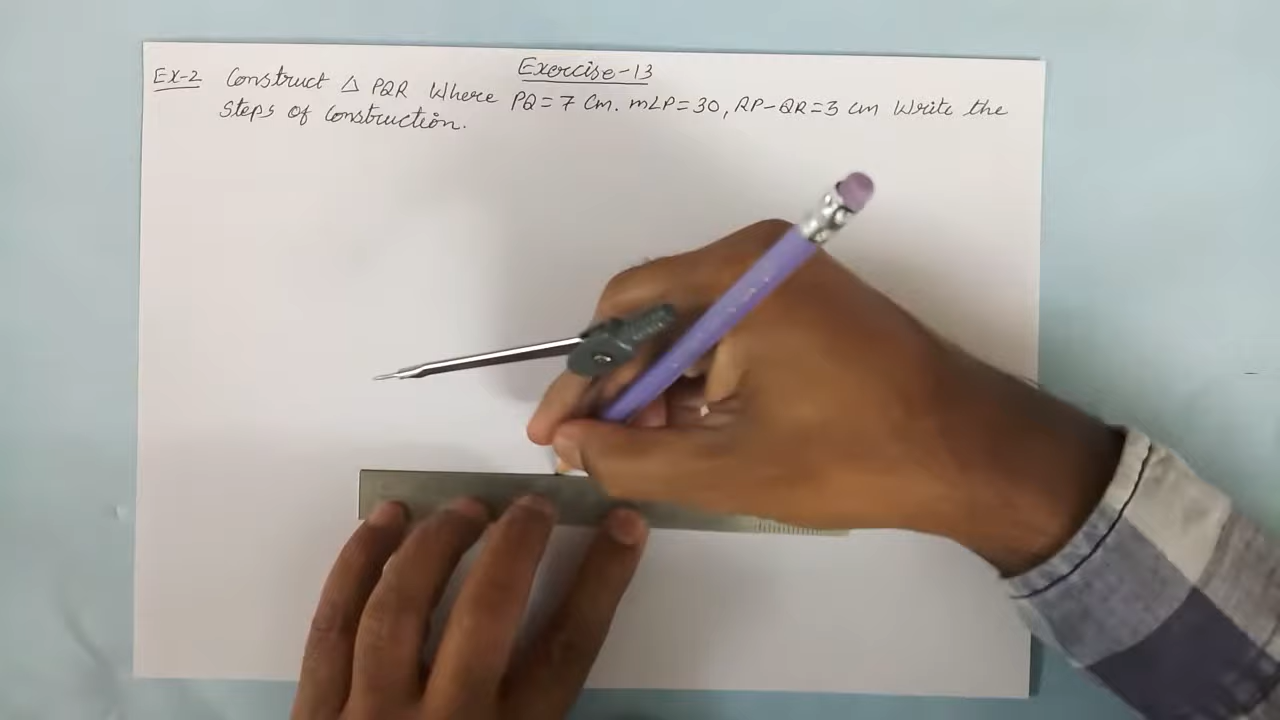 Exercise-13
Ex-2 Construct △ PQR Where PQ = 7 Cm. m∠P = 30, RP-QR = 3 cm Write the
Steps of Construction.